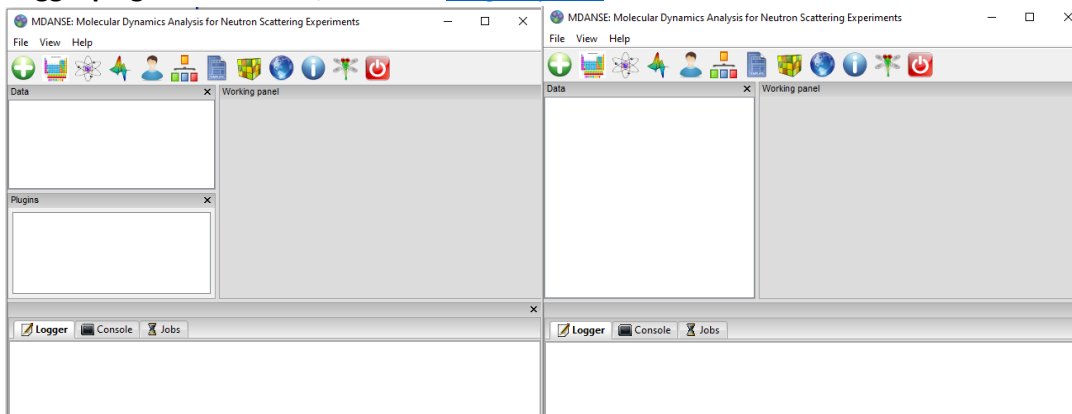 MDANSE: Molecular Dynamics Analysis for Neutron Scattering Experiments
File View Help
Data
Working panel
Plugins
Logger Console Jobs
MDANSE: Molecular Dynamics Analysis for Neutron Scattering Experiments
File View Help
Data
Working panel
Logger Console Jobs